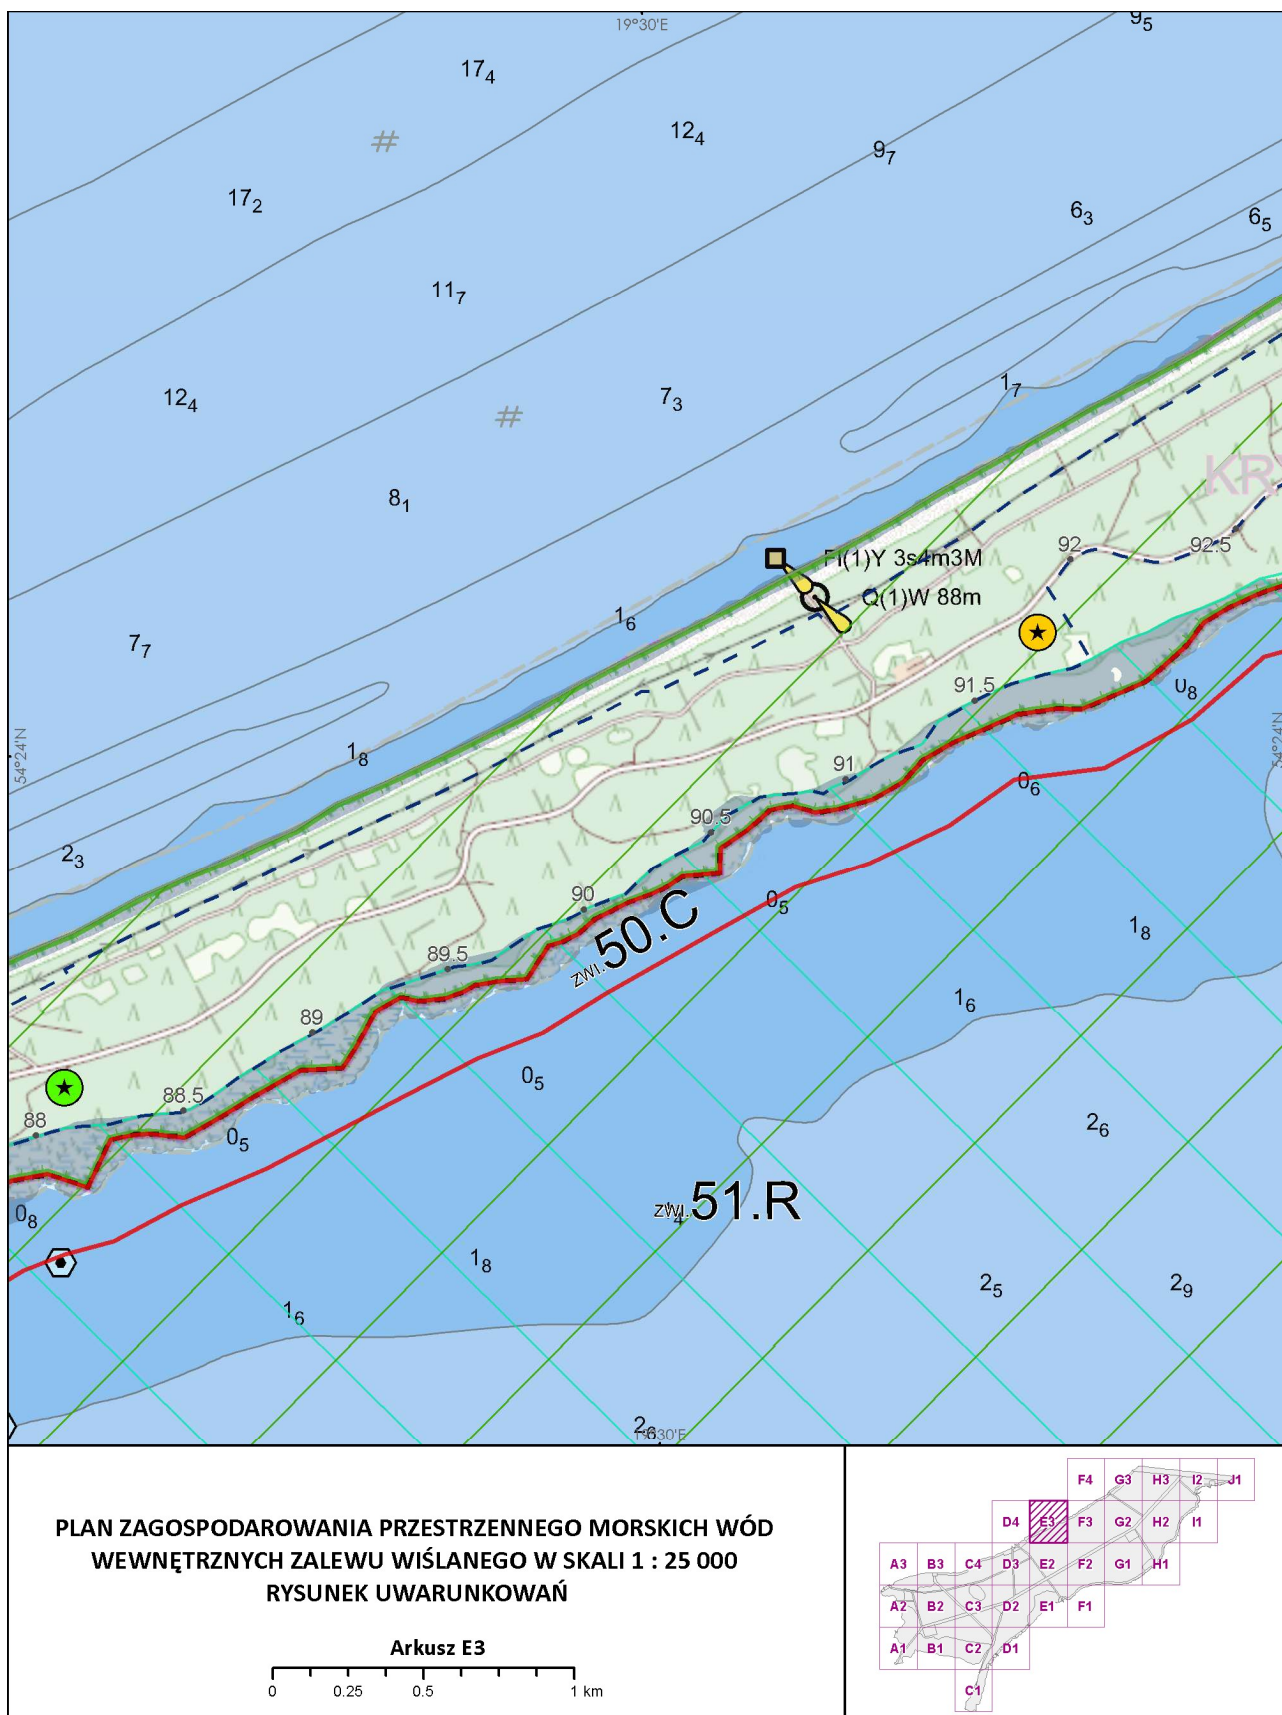 19°30'E
9₅
17₄
12₄
9₇
17₂
6₃
6₅
11₇
1₇
12₄
7₃
KR
8₁
92
92.5
Fl(1)Y 3s4m3M
Q(1)W 88m
1₆
7₇
91.5
54°24'N
1₈
54°24'N
91
0₆
90.5
2₃
90
0₅
ZWI.50.C
1₈
89.5
1₆
89
0₅
88.5
2₆
88
0₅
ZWI.51.R
0₈
1₈
2₅
2₉
1₆
2₆
19°30'E
PLAN ZAGOSPODAROWANIA PRZESTRZENNEGO MORSKICH WÓD
WEWNĘTRZNYCH ZALEWU WIŚLANEGO W SKALI 1 : 25 000
RYSUNEK UWARUNKOWAŃ
Arkusz E3
0 0.25 0.5 1 km
F4 G3 H3 I2 J1
D4 E3 F3 G2 H2 I1
A3 B3 C4 D3 E2 F2 G1 H1
A2 B2 C3 D2 E1 F1
A1 B1 C2 D1
C1